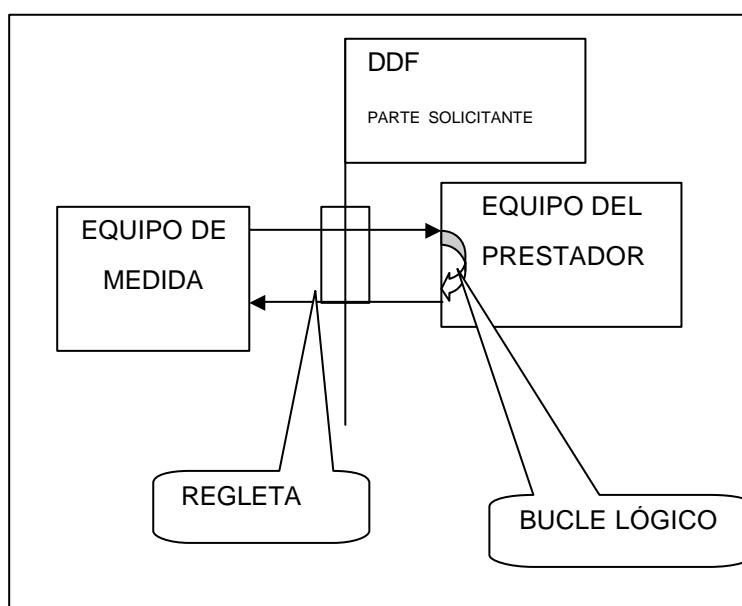 DDF
PARTE SOLICITANTE
EQUIPO DE
MEDIDA
EQUIPO DEL
PRESTADOR
REGLETA
BUCLE LÓGICO